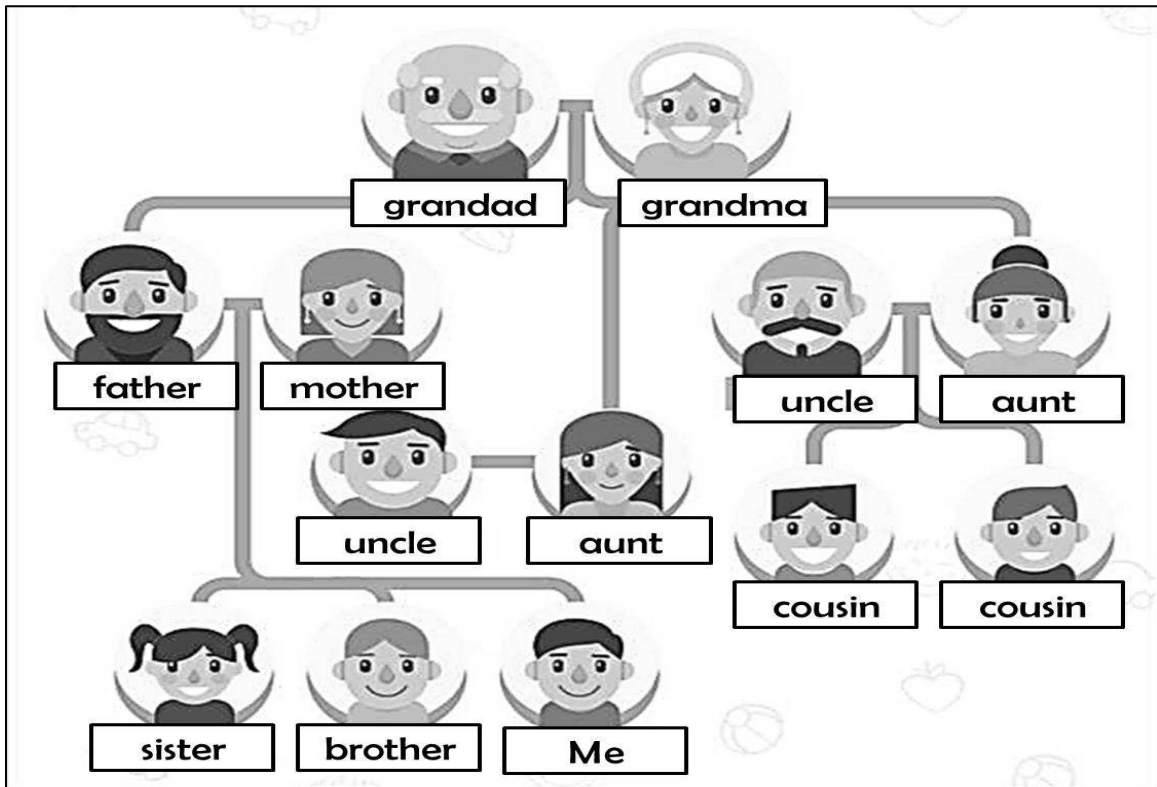 grandad
grandma
father
mother
uncle
aunt
uncle
aunt
cousin
cousin
sister
brother
Me